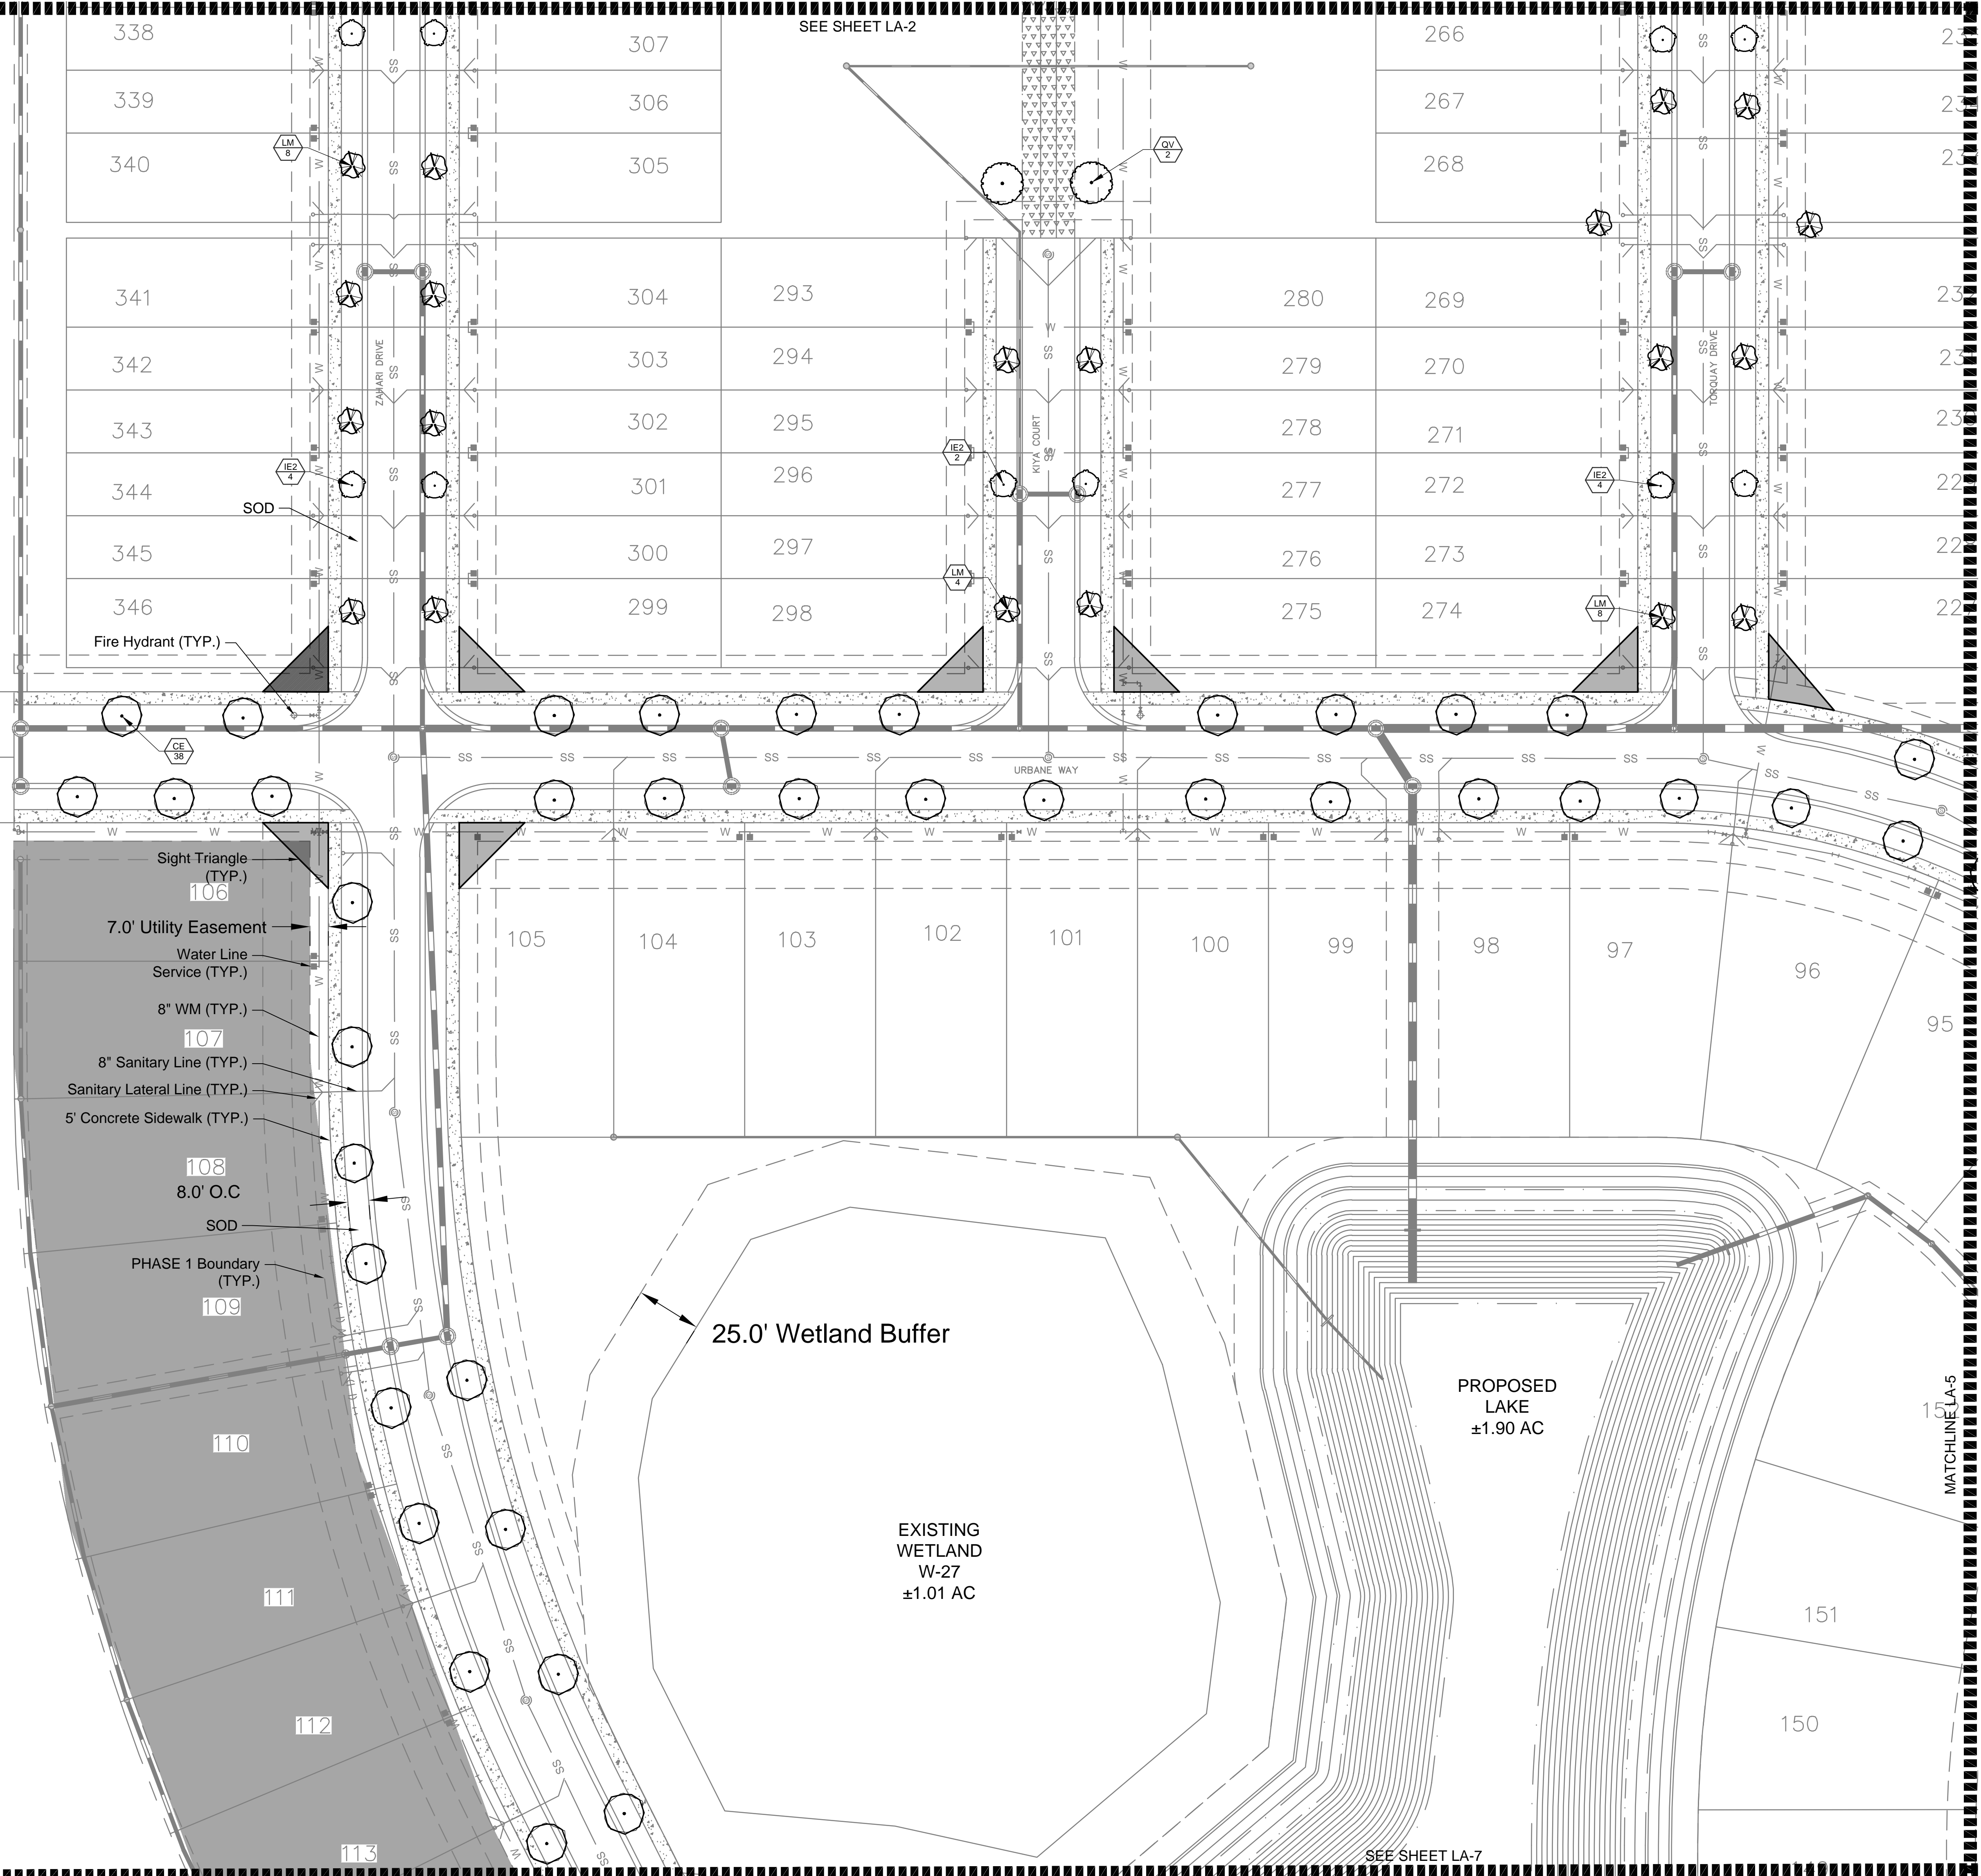 SEE SHEET LA-2
338
307
266
339
306
267
LM
8
340
305
QV
2
268
341
304
293
280
269
ZAHARI DRIVE
342
303
294
279
270
TORQUAY DRIVE
343
302
295
KIYA COURT
278
271
IE2
4
IE2
2
IE2
4
344
301
296
277
272
SOD
345
300
297
276
273
LM
4
LM
8
346
299
298
275
274
Fire Hydrant (TYP.)
CE
38
URBANE WAY
Sight Triangle
(TYP.)
106
7.0' Utility Easement
Water Line
Service (TYP.)
105
104
103
102
101
100
99
98
97
96
95
8" WM (TYP.)
107
8" Sanitary Line (TYP.)
Sanitary Lateral Line (TYP.)
5' Concrete Sidewalk (TYP.)
108
8.0' O.C
SOD
PHASE 1 Boundary
(TYP.)
109
25.0' Wetland Buffer
PROPOSED
LAKE
±1.90 AC
MATCHLINE LA-5
152
110
EXISTING
WETLAND
W-27
±1.01 AC
111
151
112
150
113
SEE SHEET LA-7